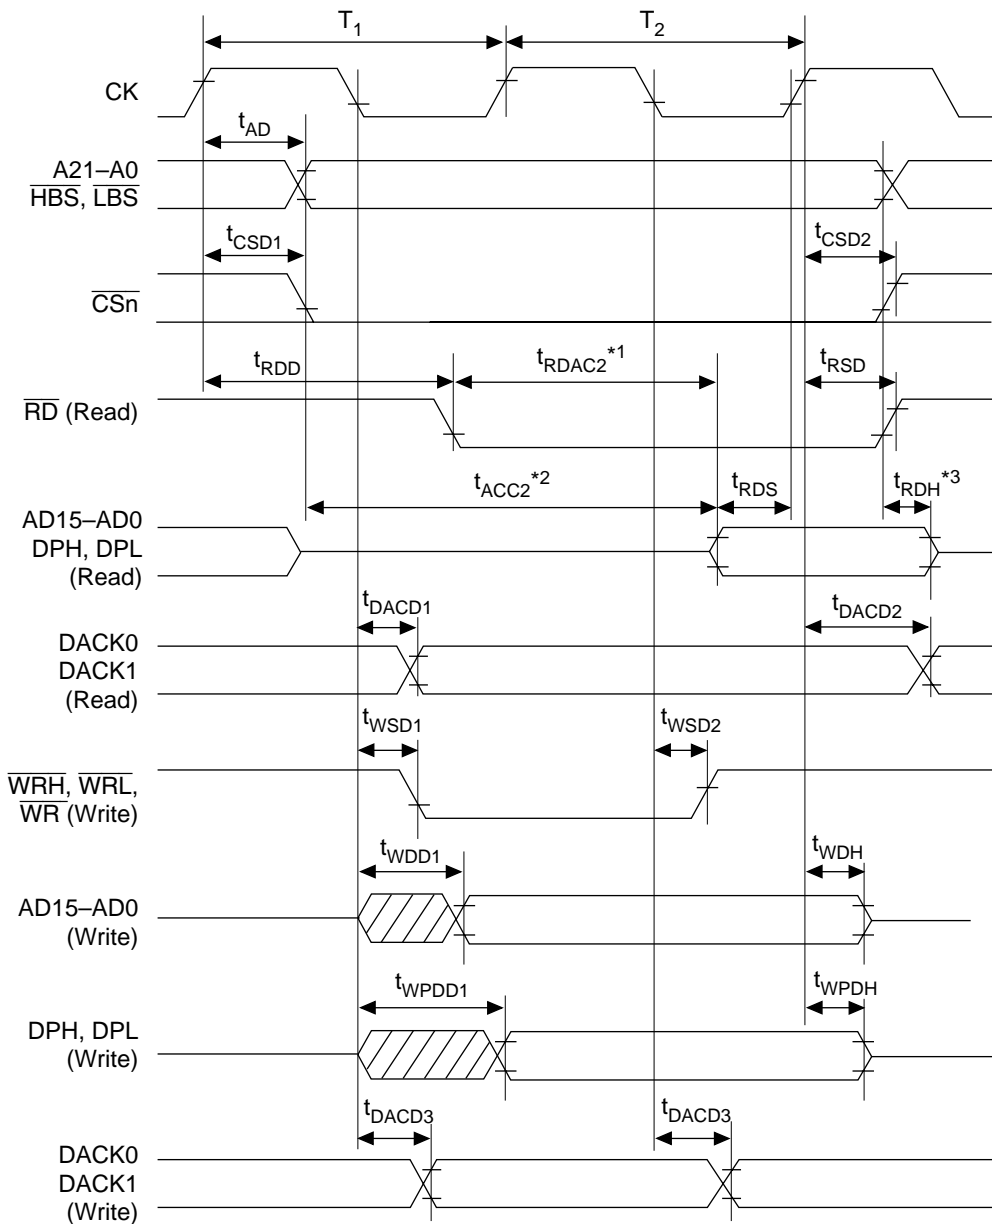 T1 T2
CK
tAD
A21–A0
HBS, LBS
tCSD1 tCSD2
CSn
tRDD tRDAC2*1 tRSD
RD (Read)
tACC2*2 tRDS tRDH*3
AD15–AD0
DPH, DPL
(Read)
tDACD1 tDACD2
DACK0
DACK1
(Read)
tWSD1 tWSD2
WRH, WRL,
WR (Write)
tWDD1 tWDH
AD15–AD0
(Write)
tWPDD1 tWPDH
DPH, DPL
(Write)
tDACD3 tDACD3
DACK0
DACK1
(Write)